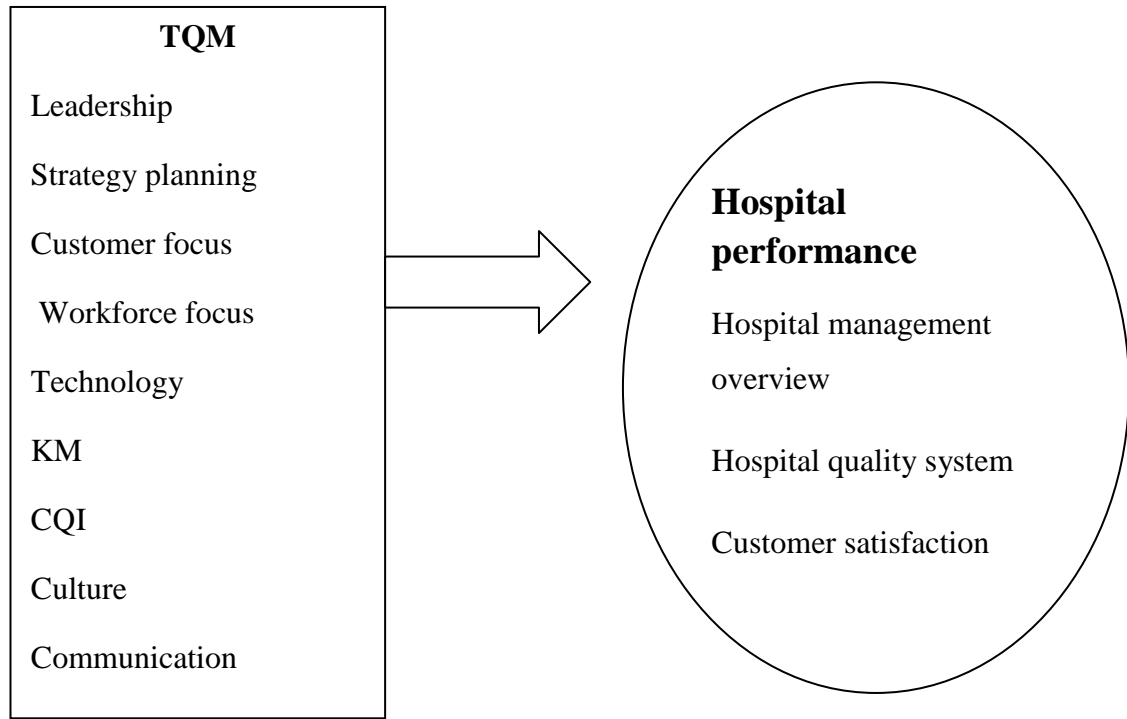 TQM
Leadership
Strategy planning
Customer focus
Workforce focus
Technology
KM
CQI
Culture
Communication
Hospital
performance
Hospital management
overview
Hospital quality system
Customer satisfaction